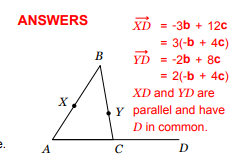 ANSWERS
XD = -3b + 12c
= 3(-b + 4c)
YD = -2b + 8c
= 2(-b + 4c)
XD and YD are
parallel and have
D in common.
B
X
Y
e.
A
C
D